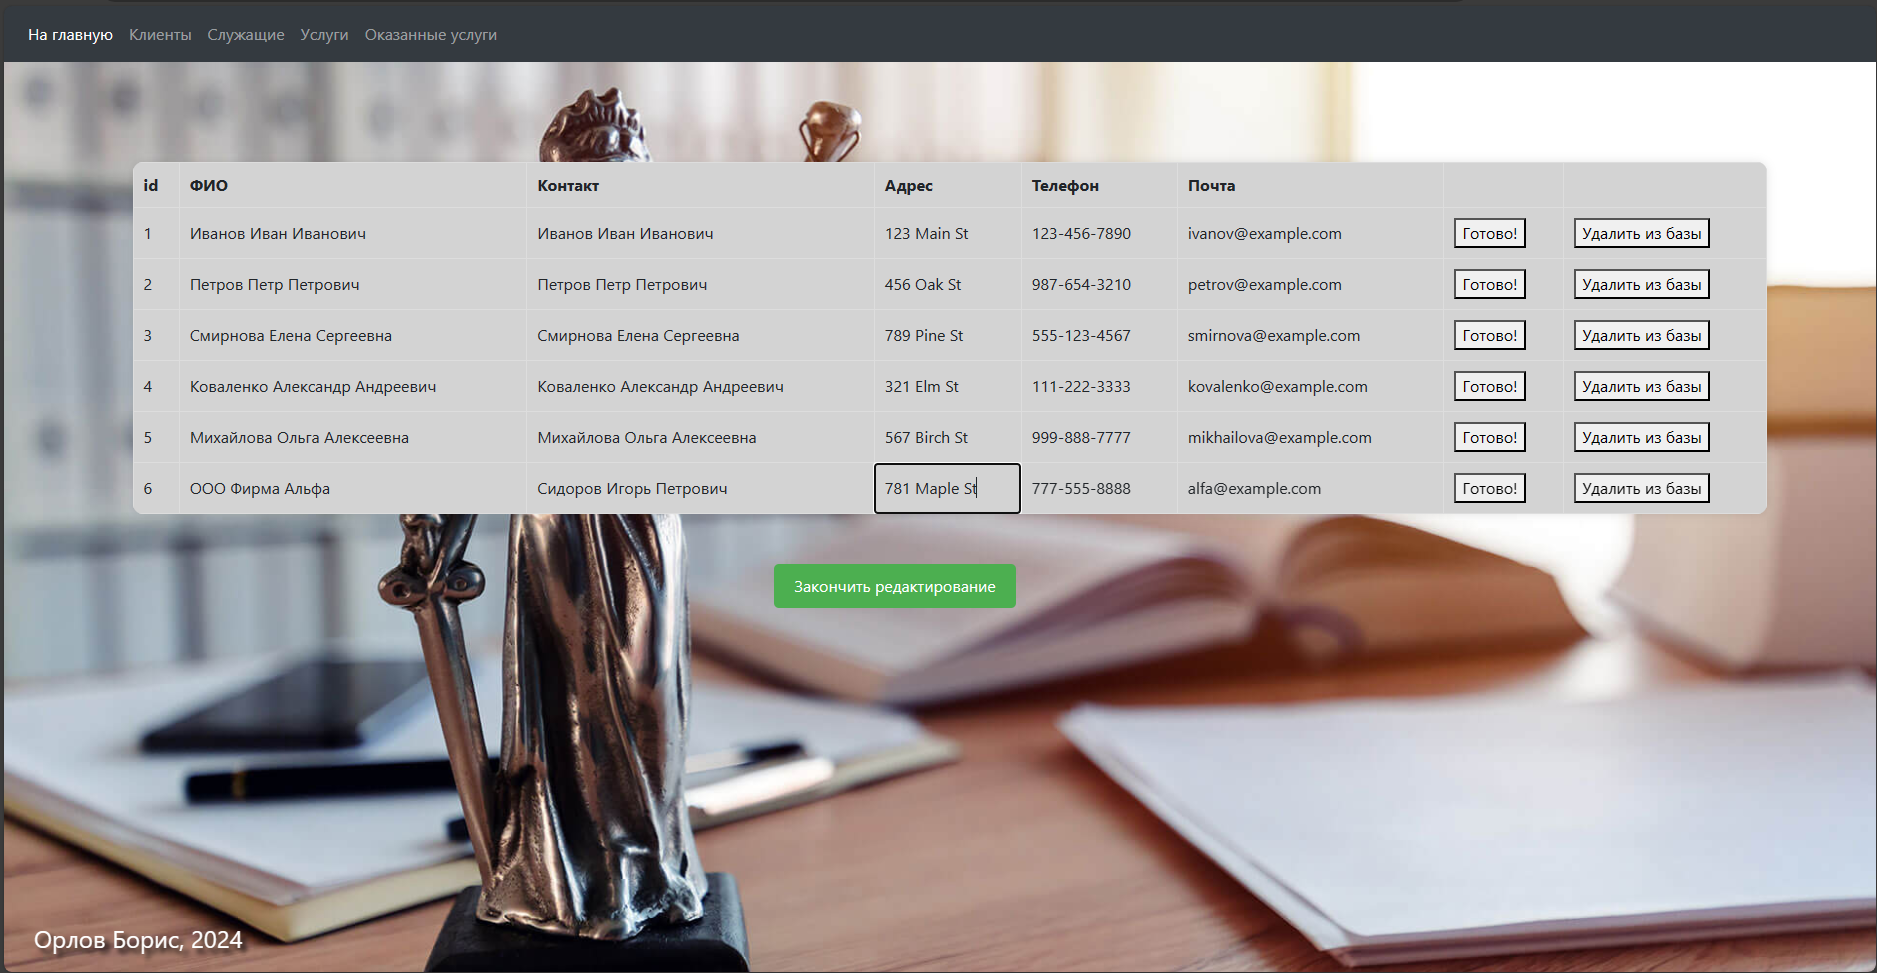 На главную Клиенты Служащие Услуги Оказанные услуги
id ФИО Контакт Адрес Телефон Почта
1 Иванов Иван Иванович Иванов Иван Иванович 123 Main St 123-456-7890 ivanov@example.com Готово! Удалить из базы
2 Петров Петр Петрович Петров Петр Петрович 456 Oak St 987-654-3210 petrov@example.com Готово! Удалить из базы
3 Смирнова Елена Сергеевна Смирнова Елена Сергеевна 789 Pine St 555-123-4567 smirnova@example.com Готово! Удалить из базы
4 Коваленко Александр Андреевич Коваленко Александр Андреевич 321 Elm St 111-222-3333 kovalenko@example.com Готово! Удалить из базы
5 Михайлова Ольга Алексеевна Михайлова Ольга Алексеевна 567 Birch St 999-888-7777 mikhailova@example.com Готово! Удалить из базы
6 ООО Фирма Альфа Сидоров Игорь Петрович 781 Maple St 777-555-8888 alfa@example.com Готово! Удалить из базы
Закончить редактирование
Орлов Борис, 2024